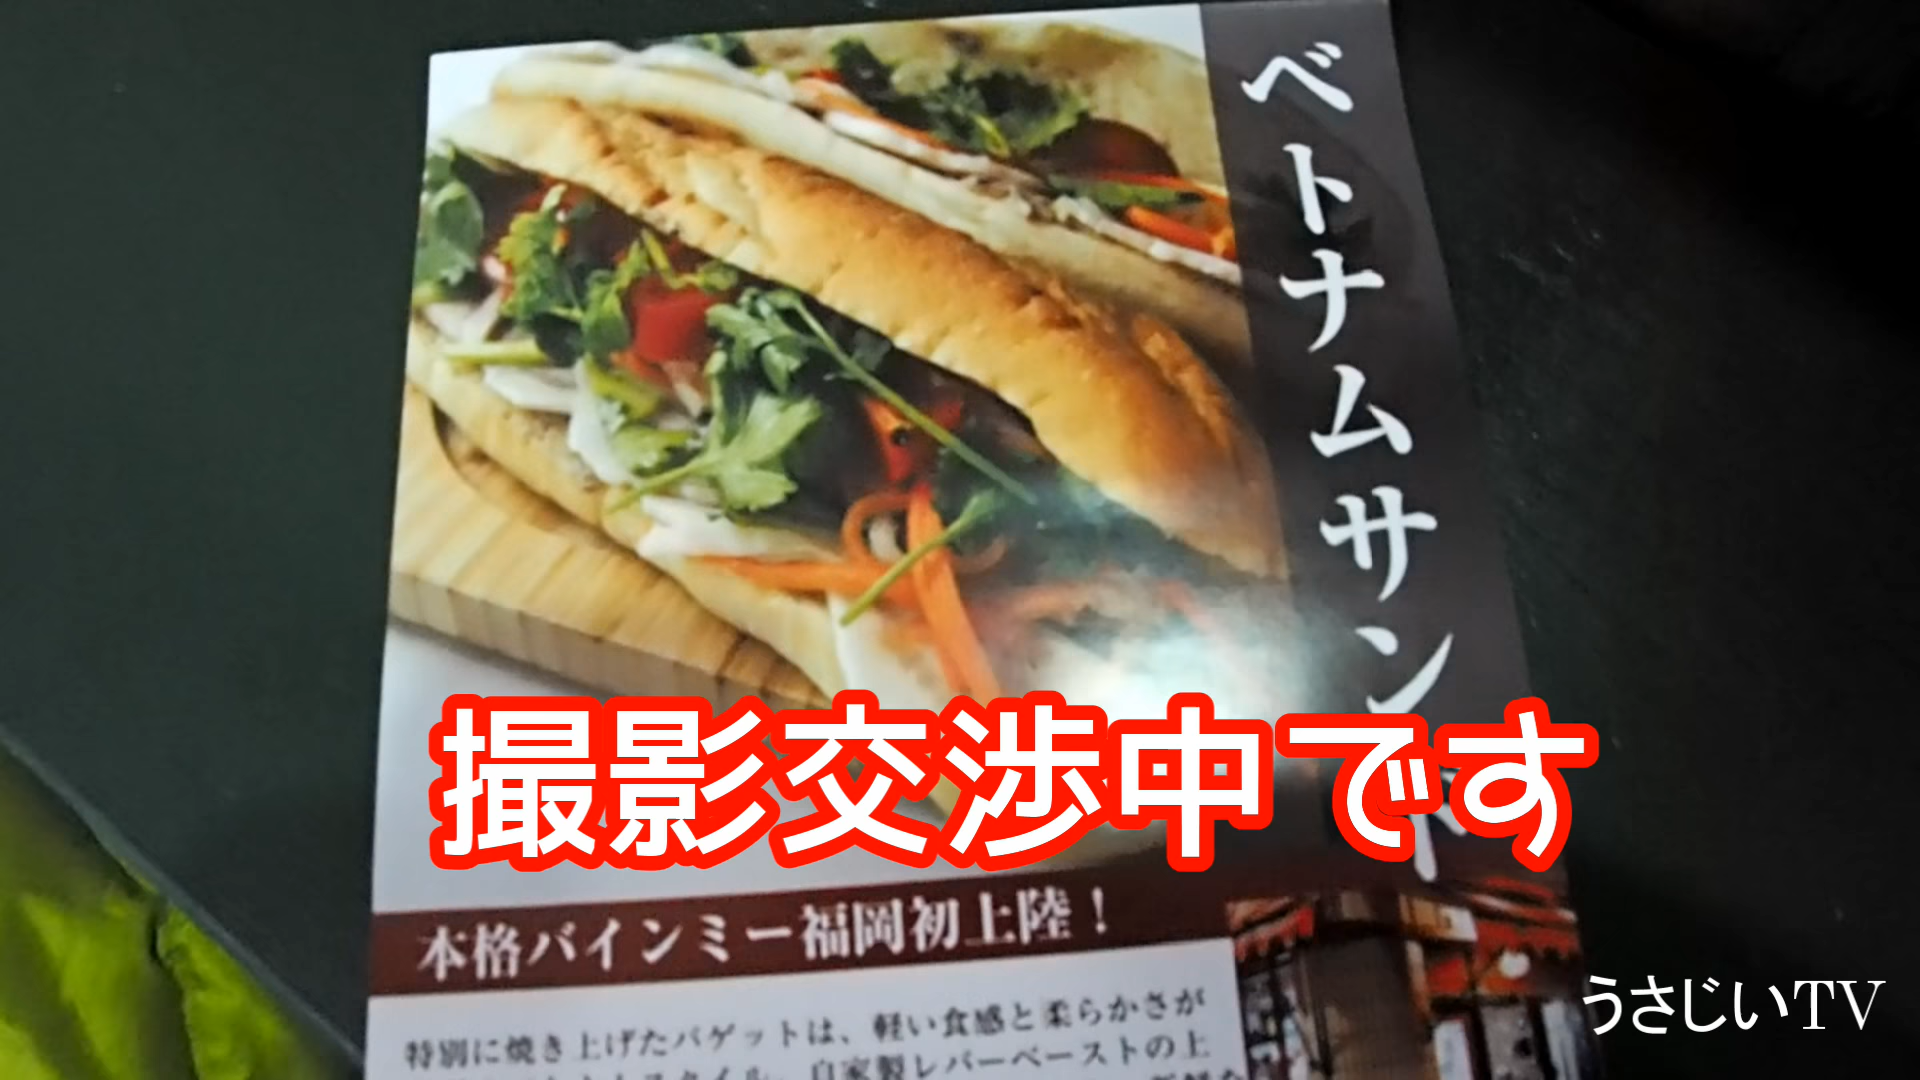 ベトナムサンド
撮影交渉中です
本格バインミー福岡初上陸！
特別に焼き上げたバゲットは、軽い食感と柔らかさが
自家製レバーペーストの上
うさじいTV